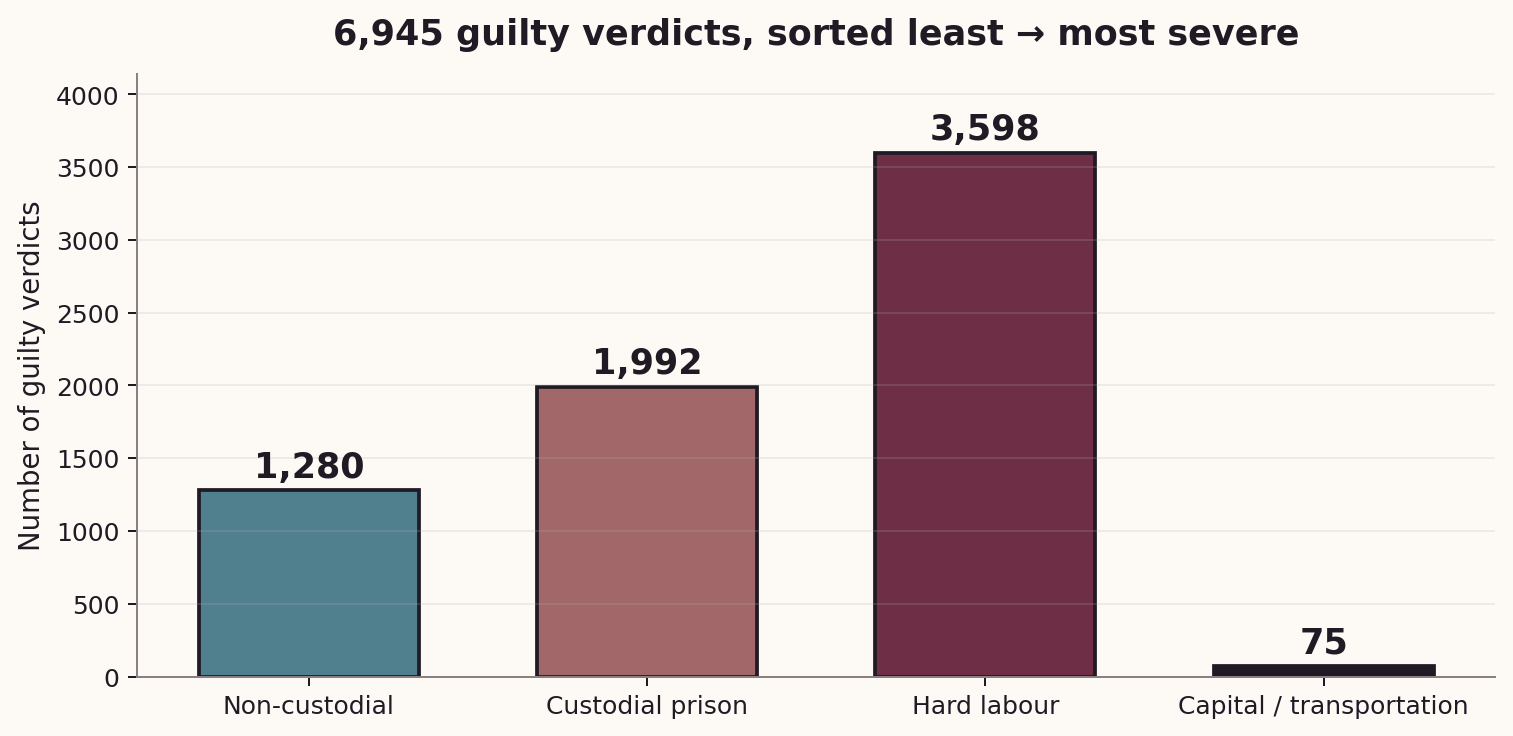 6,945 guilty verdicts, sorted least → most severe
Number of guilty verdicts
4000
3500
3000
2500
2000
1500
1000
500
0
1,280
1,992
3,598
75
Non-custodial
Custodial prison
Hard labour
Capital / transportation